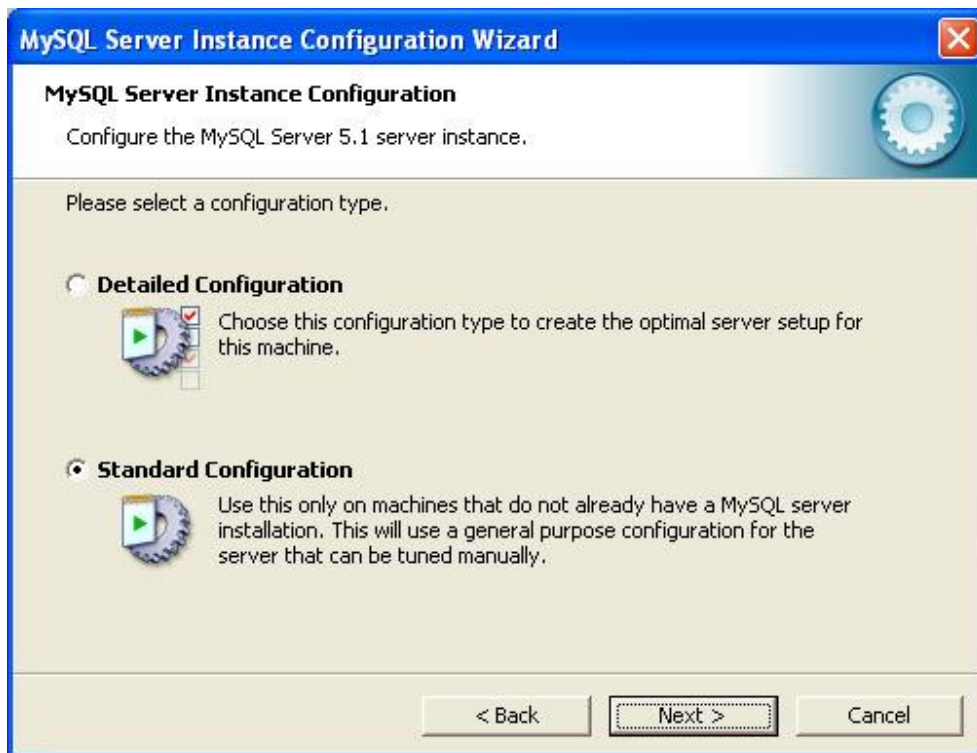 MySQL Server Instance Configuration Wizard
MySQL Server Instance Configuration
Configure the MySQL Server 5.1 server instance.
Please select a configuration type.
Detailed Configuration
Choose this configuration type to create the optimal server setup for
this machine.
Standard Configuration
Use this only on machines that do not already have a MySQL server
installation. This will use a general purpose configuration for the
server that can be tuned manually.
< Back
Next >
Cancel